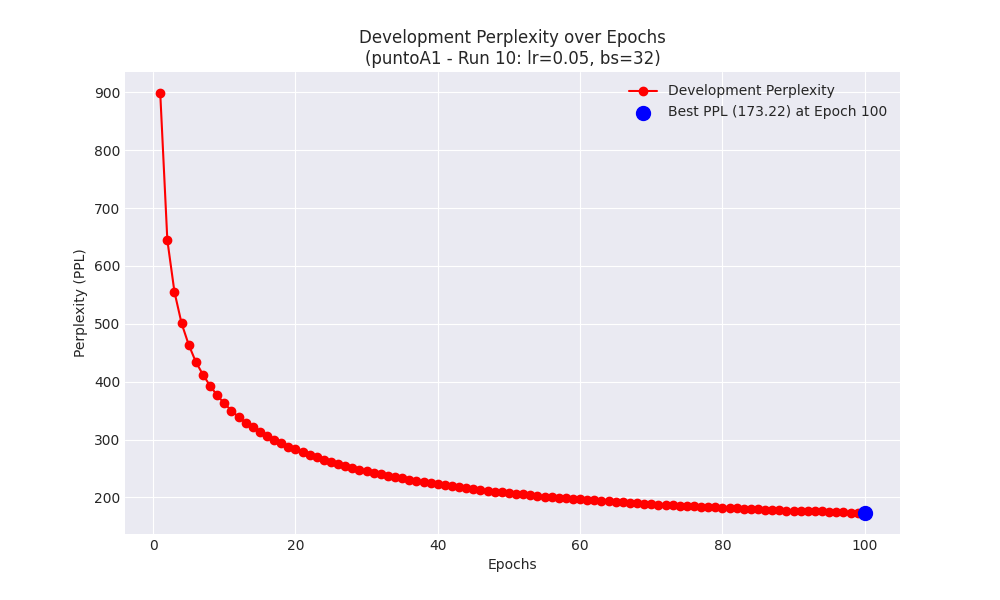 Development Perplexity over Epochs
(puntoA1 - Run 10: lr=0.05, bs=32)
Development Perplexity
Best PPL (173.22) at Epoch 100
Perplexity (PPL)
900
800
700
600
500
400
300
200
0 20 40 60 80 100
Epochs